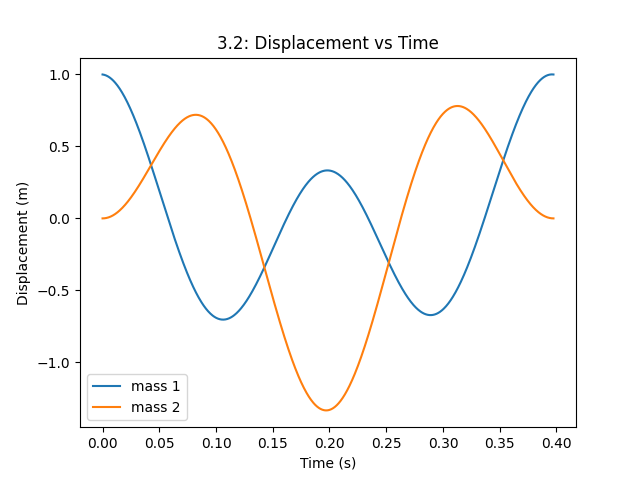 3.2: Displacement vs Time
Displacement (m)
1.0
0.5
0.0
−0.5
−1.0
mass 1
mass 2
0.00 0.05 0.10 0.15 0.20 0.25 0.30 0.35 0.40
Time (s)